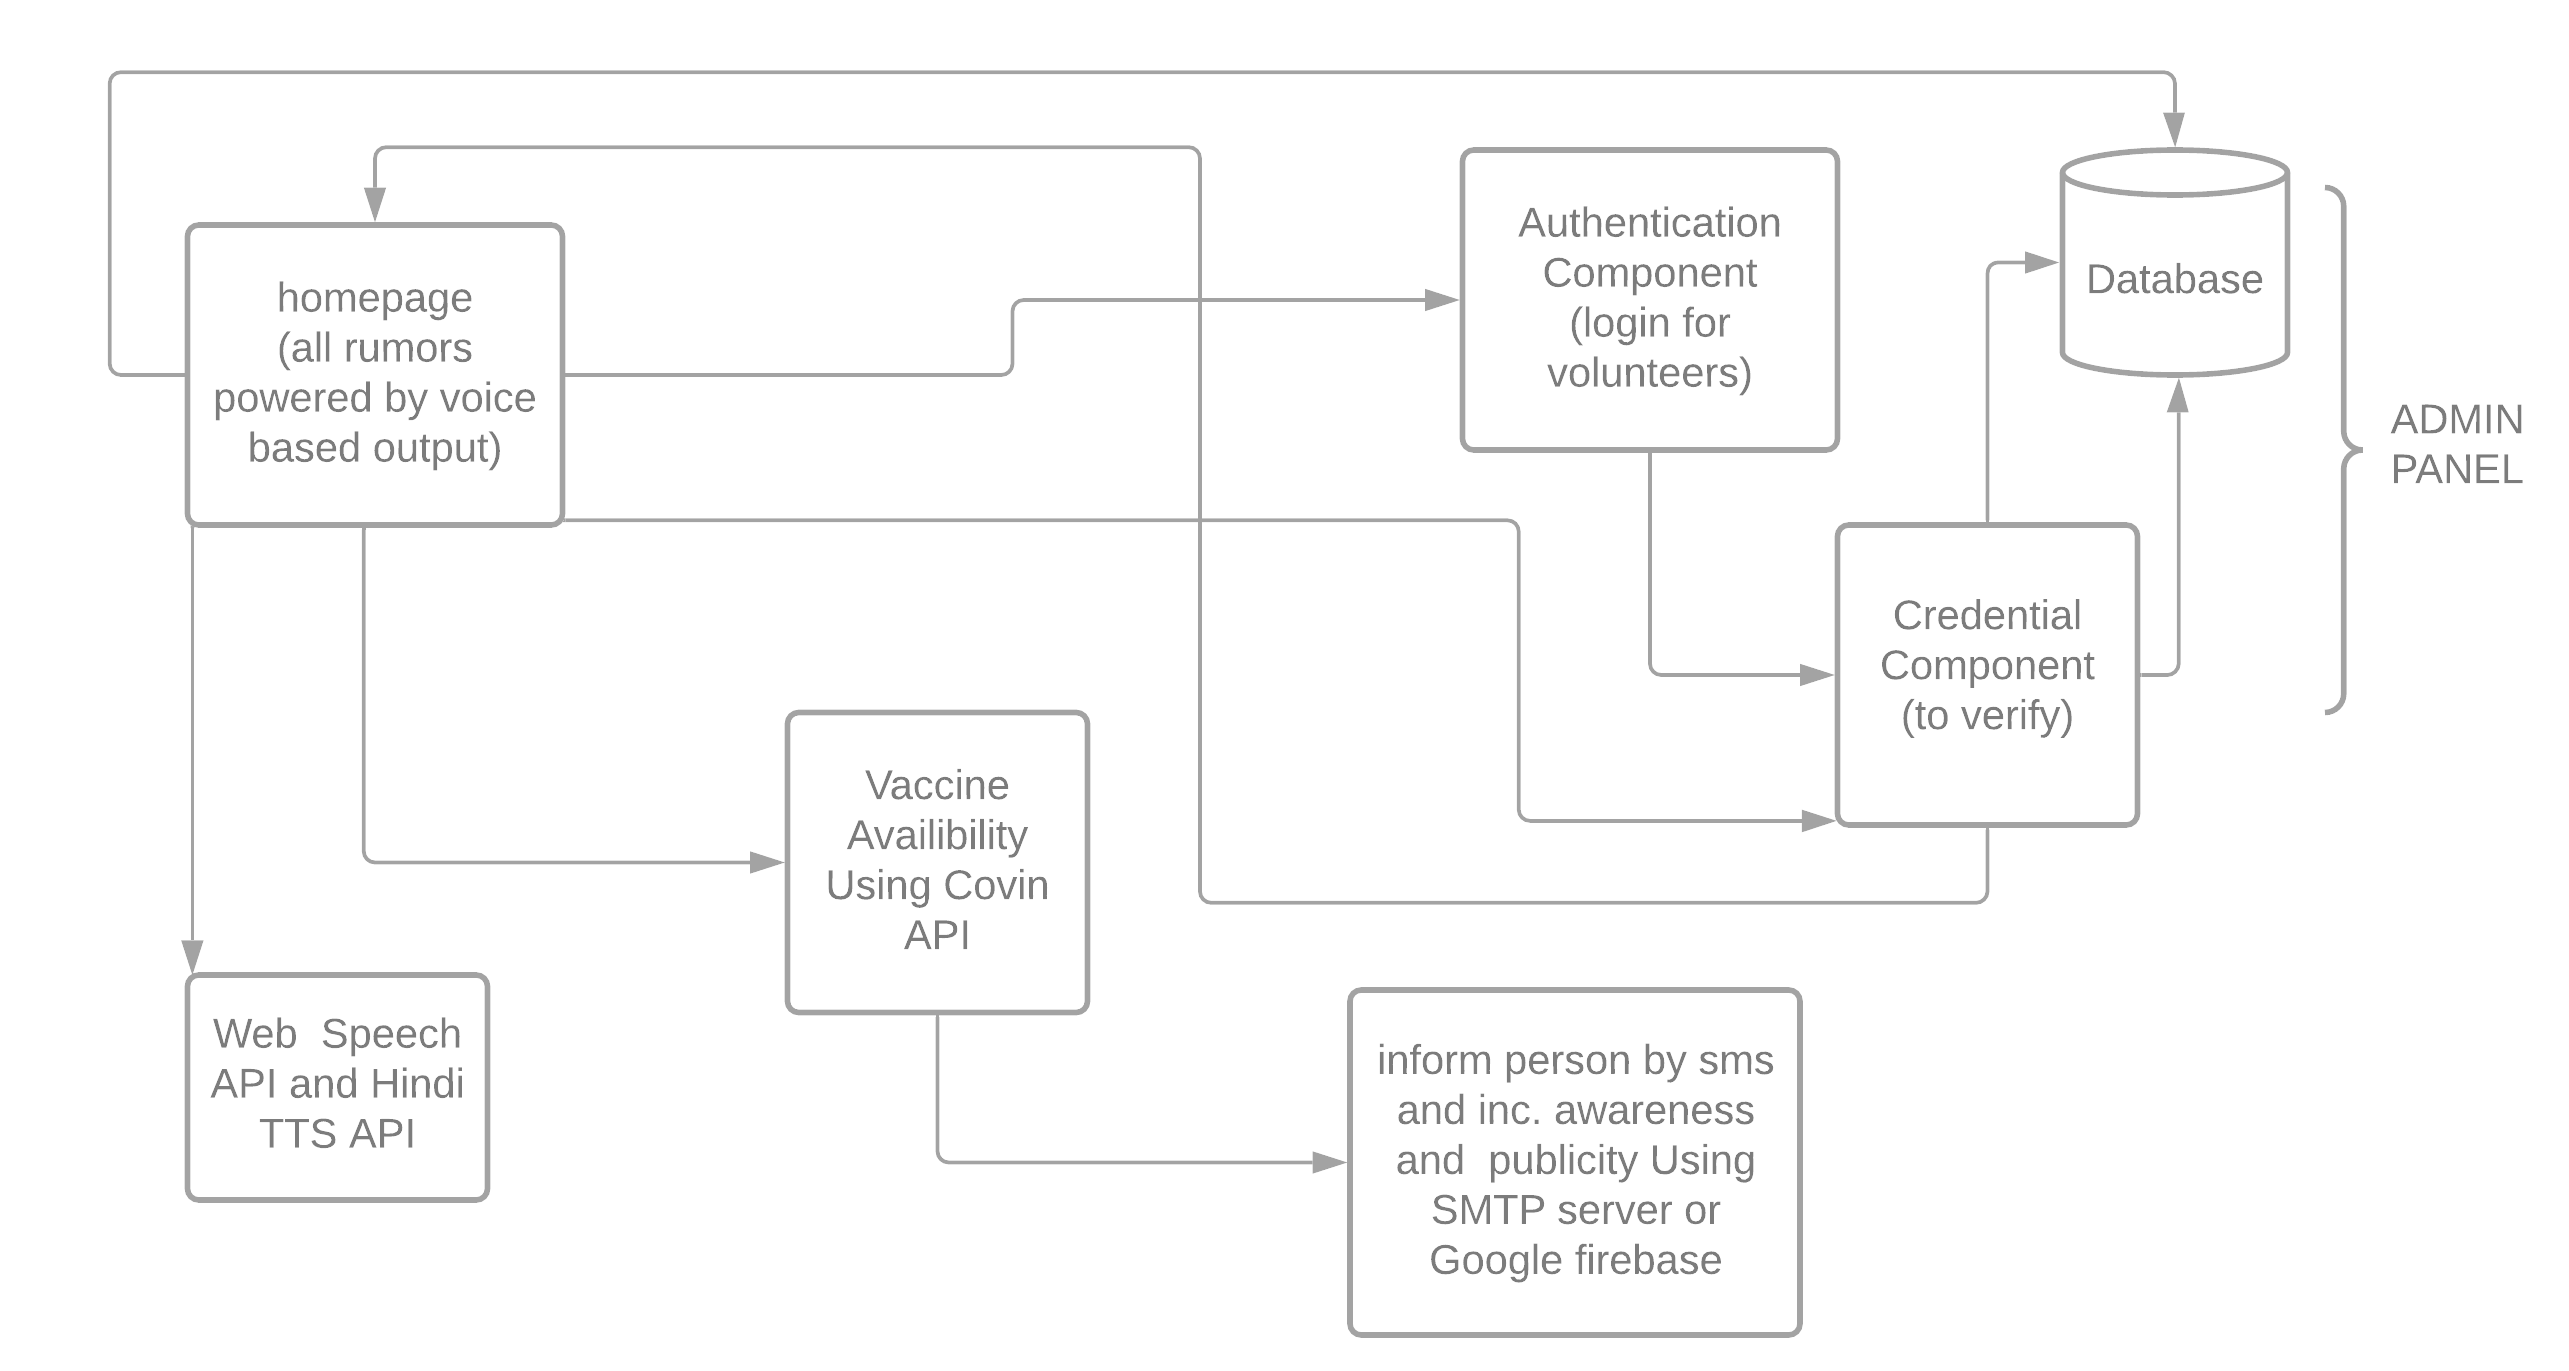 homepage
(all rumors
powered by voice
based output)
Authentication
Component
(login for
volunteers)
Database
ADMIN
PANEL
Credential
Component
(to verify)
Vaccine
Availibility
Using Covin
API
Web  Speech
API and Hindi
TTS API
inform person by sms
and inc. awareness
and  publicity Using
SMTP server or
Google firebase